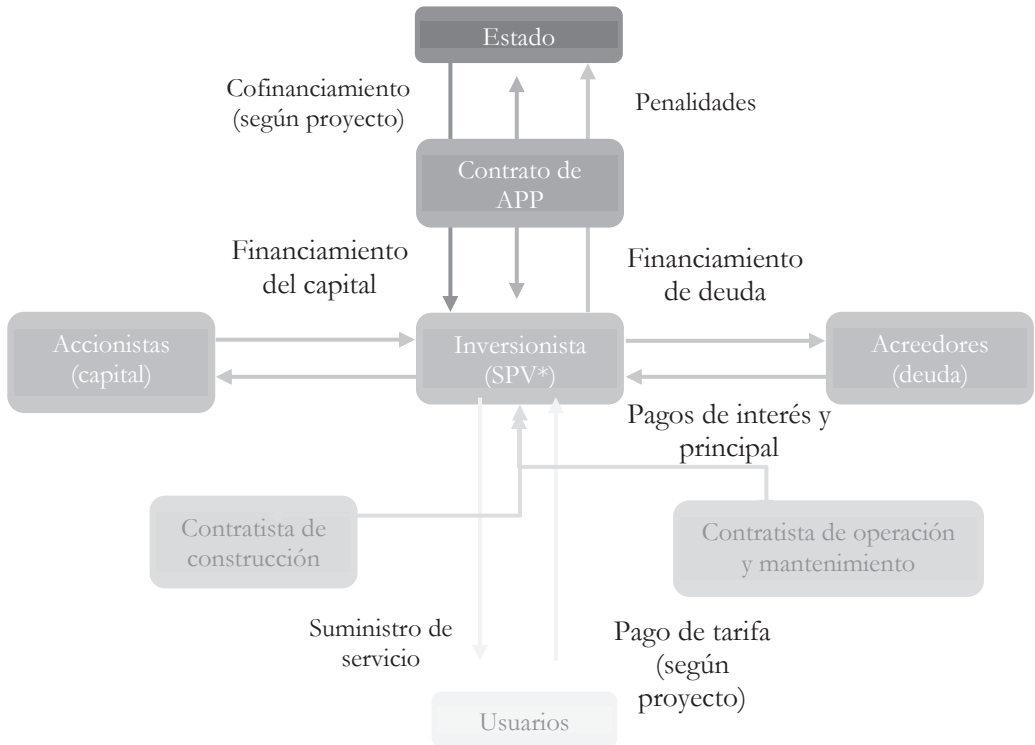 Estado
Cofinanciamiento
(según proyecto)
Penalidades
Contrato de
APP
Financiamiento
del capital
Financiamiento
de deuda
Accionistas
(capital)
Inversionista
(SPV*)
Acreedores
(deuda)
Pagos de interés y
principal
Contratista de
construcción
Contratista de operación
y mantenimiento
Suministro de
servicio
Pago de tarifa
(según
proyecto)
Usuarios